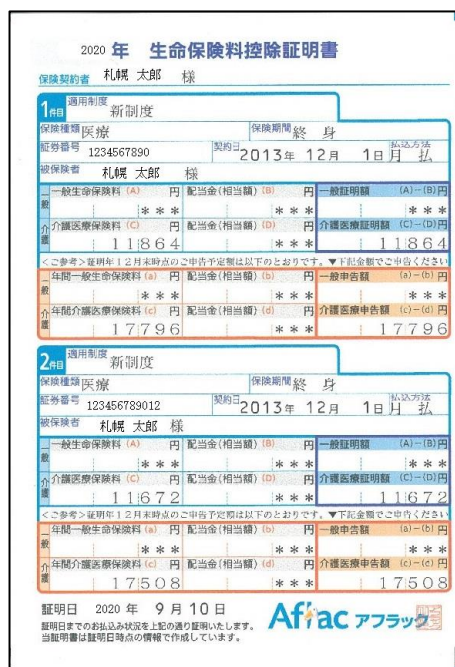 2020 年 生命保険料控除証明書
保険契約者 札幌 太郎 様
1件目 適用制度 新制度
保険種類 医療 保険期間 終 身
証券番号 1234567890 契約日 2013年 12月 1日 払込方法 月 払
被保険者 札幌 太郎 様
一般 一般生命保険料 (A) 円 配当金(相当額) (B) 円 一般証明額 (A)-(B)円
*** *** ***
介護 介護医療保険料 (C) 円 配当金(相当額) (D) 円 介護医療証明額 (C)-(D)円
11864 *** 11864
<ご参考>証明年12月末時点のご申告予定額は以下のとおりです。▼下記金額でご申告ください
一般 年間一般生命保険料 (a) 円 配当金(相当額) (b) 円 一般申告額 (a)-(b)円
*** *** ***
介護 年間介護医療保険料 (c) 円 配当金(相当額) (d) 円 介護医療申告額 (c)-(d)円
17796 *** 17796
2件目 適用制度 新制度
保険種類 医療 保険期間 終 身
証券番号 123456789012 契約日 2013年 12月 1日 払込方法 月 払
被保険者 札幌 太郎 様
一般 一般生命保険料 (A) 円 配当金(相当額) (B) 円 一般証明額 (A)-(B)円
*** *** ***
介護 介護医療保険料 (C) 円 配当金(相当額) (D) 円 介護医療証明額 (C)-(D)円
11672 *** 11672
<ご参考>証明年12月末時点のご申告予定額は以下のとおりです。▼下記金額でご申告ください
一般 年間一般生命保険料 (a) 円 配当金(相当額) (b) 円 一般申告額 (a)-(b)円
*** *** ***
介護 年間介護医療保険料 (c) 円 配当金(相当額) (d) 円 介護医療申告額 (c)-(d)円
17508 *** 17508
証明日 2020 年 9月10日
証明日までのお払込み状況を上記の通り証明いたします。
当証明書は証明日時点の情報で作成しています。
Aflac アフラック